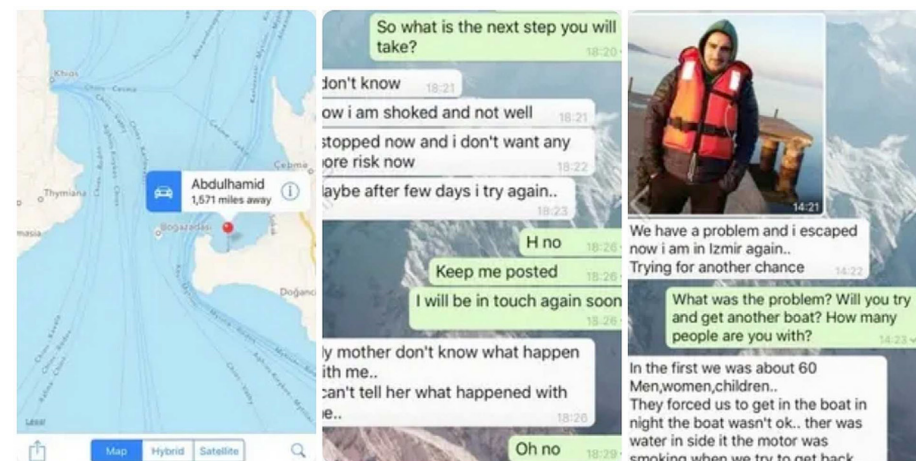 Khios
Chios - Cesme
Thymiana
masia
Çeşme
Abdulhamid
1,571 miles away
Boğazadası
Doğanci
Legal
Map
Hybrid
Satellite
So what is the next step you will
take?
18:20
don't know
18:21
ow i am shoked and not well
18:21
stopped now and i don't want any
ore risk now
18:22
aybe after few days i try again..
18:23
H no
18:26
Keep me posted
18:26
I will be in touch again soon
18:26
y mother don't know what happen
ith me..
can't tell her what happened with
e..
18:26
Oh no
18:29
14:21
We have a problem and i escaped
now i am in Izmir again..
Trying for another chance
14:22
What was the problem? Will you try
and get another boat? How many
people are you with?
14:23
In the first we was about 60
Men,women,children..
They forced us to get in the boat in
night the boat wasn't ok.. ther was
water in side it the motor was
smoking when we try to get back